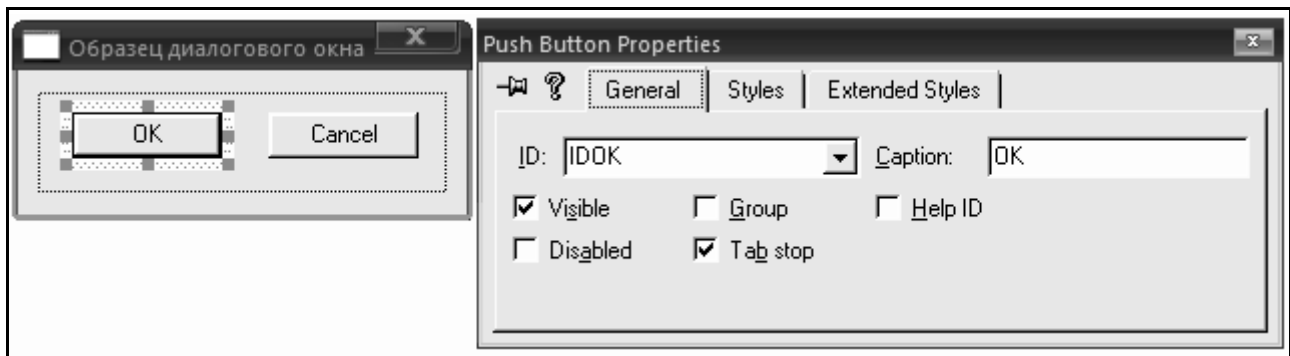 Образец диалогового окна
OK
Cancel
Push Button Properties
General
Styles
Extended Styles
ID:
IDOK
Caption:
OK
Visible
Group
Help ID
Disabled
Tab stop